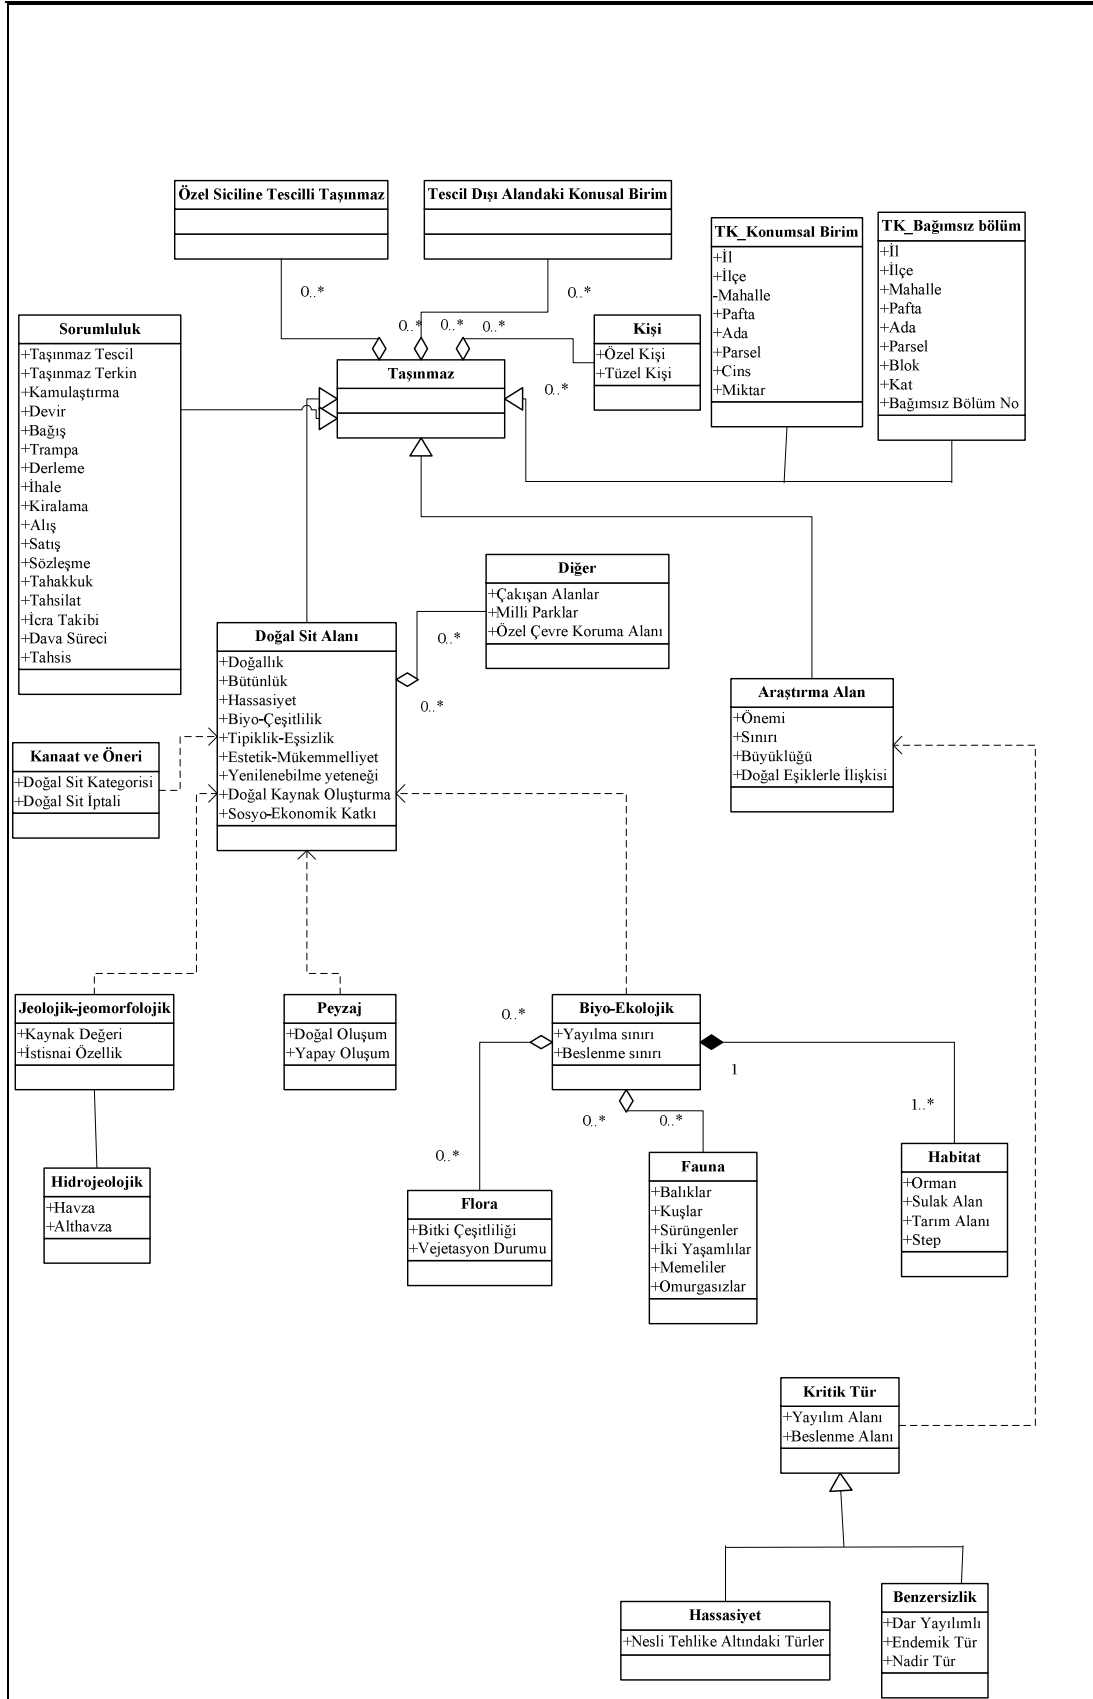 Özel Siciline Tescilli Taşınmaz
Tescil Dışı Alandaki Konusal Birim
TK_Konumsal Birim
+İl
+İlçe
-Mahalle
+Pafta
+Ada
+Parsel
+Cins
+Miktar
TK_Bağımsız bölüm
+İl
+İlçe
+Mahalle
+Pafta
+Ada
+Parsel
+Blok
+Kat
+Bağımsız Bölüm No
0..*
0..*
0..*
0..*
0..*
0..*
Sorumluluk
+Taşınmaz Tescil
+Taşınmaz Terkin
+Kamulaştırma
+Devir
+Bağış
+Trampa
+Derleme
+İhale
+Kiralama
+Alış
+Satış
+Sözleşme
+Tahakkuk
+Tahsilat
+İcra Takibi
+Dava Süreci
+Tahsis
Taşınmaz
Kişi
+Özel Kişi
+Tüzel Kişi
Diğer
+Çakışan Alanlar
+Milli Parklar
+Özel Çevre Koruma Alanı
0..*
0..*
Doğal Sit Alanı
+Doğallık
+Bütünlük
+Hassasiyet
+Biyo-Çeşitlilik
+Tipiklik-Eşsizlik
+Estetik-Mükemmelliyet
+Yenilenebilme yeteneği
+Doğal Kaynak Oluşturma
+Sosyo-Ekonomik Katkı
Araştırma Alan
+Önemi
+Sınırı
+Büyüklüğü
+Doğal Eşiklerle İlişkisi
Kanaat ve Öneri
+Doğal Sit Kategorisi
+Doğal Sit İptali
Jeolojik-jeomorfolojik
+Kaynak Değeri
+İstisnai Özellik
Peyzaj
+Doğal Oluşum
+Yapay Oluşum
Biyo-Ekolojik
+Yayılma sınırı
+Beslenme sınırı
0..*
0..*
0..*
0..*
1
1..*
Hidrojeolojik
+Havza
+Althavza
Flora
+Bitki Çeşitliliği
+Vejetasyon Durumu
Fauna
+Balıklar
+Kuşlar
+Sürüngenler
+İki Yaşamlılar
+Memeliler
+Omurgasızlar
Habitat
+Orman
+Sulak Alan
+Tarım Alanı
+Step
Kritik Tür
+Yayılım Alanı
+Beslenme Alanı
Hassasiyet
+Nesli Tehlike Altındaki Türler
Benzersizlik
+Dar Yayılımlı
+Endemik Tür
+Nadir Tür